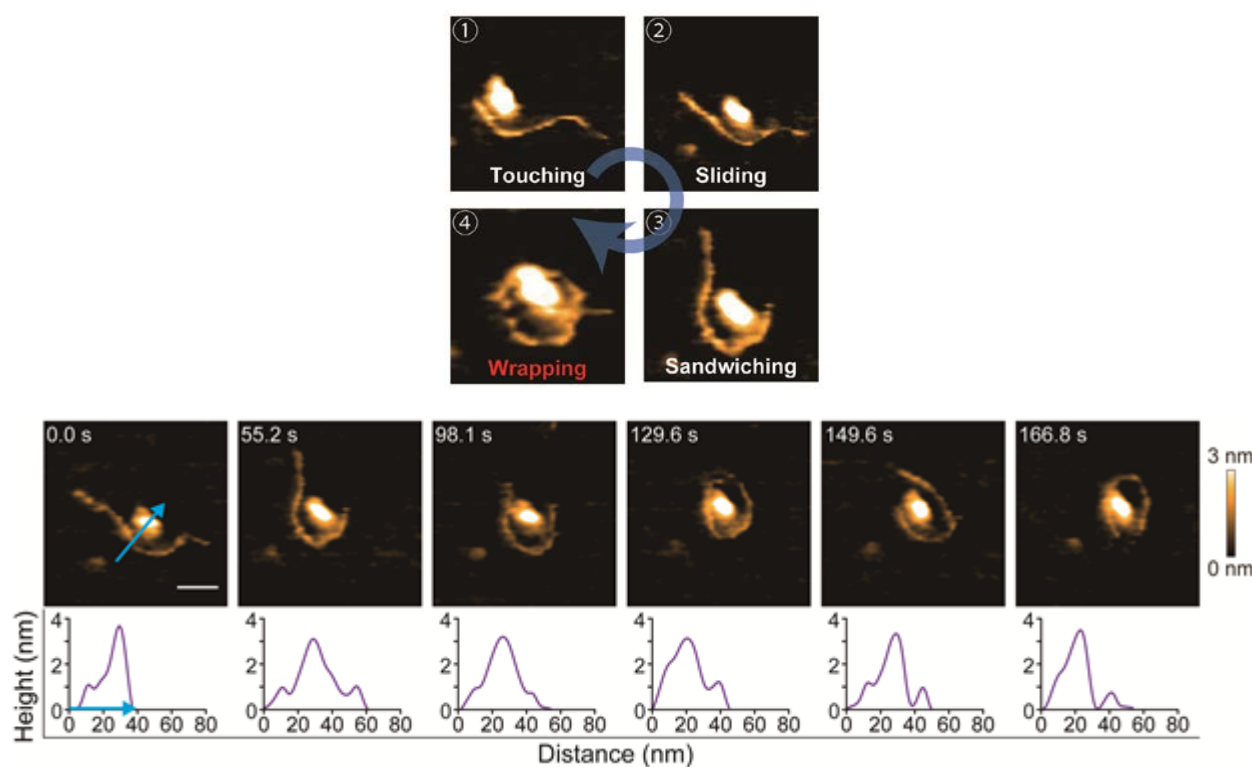 ① ②
Touching Sliding
④ ③
Wrapping Sandwiching
0.0 s 55.2 s 98.1 s 129.6 s 149.6 s 166.8 s
3 nm
0 nm
Height (nm)
4 4 4 4 4 4
2 2 2 2 2 2
0 0 0 0 0 0
0 20 40 60 80 0 20 40 60 80 0 20 40 60 80 0 20 40 60 80 0 20 40 60 80 0 20 40 60 80
Distance (nm)